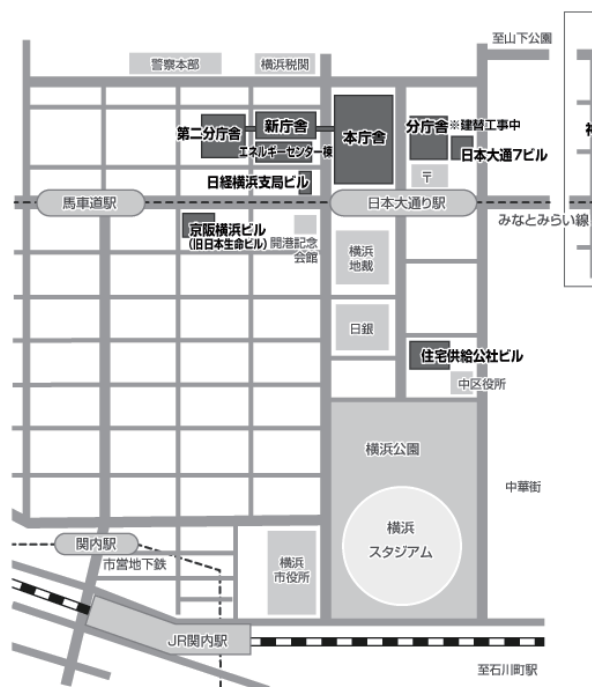 至山下公園
警察本部
横浜税関
第二分庁舎
新庁舎
エネルギーセンター棟
本庁舎
分庁舎※建替工事中
日本大通7ビル
〒
日経横浜支局ビル
馬車道駅
日本大通り駅
みなとみらい線
京阪横浜ビル
(旧日本生命ビル)
開港記念
会館
横浜
地裁
日銀
住宅供給公社ビル
中区役所
横浜公園
中華街
横浜
スタジアム
関内駅
市営地下鉄
横浜
市役所
JR関内駅
至石川町駅